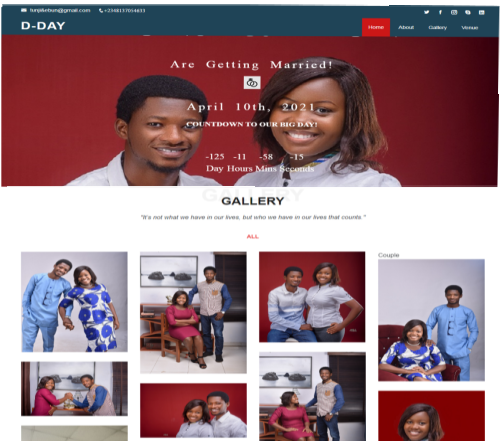 tunjiliehun@gmail.com +2348137054633
D-DAY
Home About Gallery Venue
Are Getting Married!
April 10th, 2021
COUNTDOWN TO OUR BIG DAY!
-125 -11 -58 -15
Day Hours Mins Seconds
GALLERY
GALLERY
"It's not what we have in our lives, but who we have in our lives that counts."
ALL
Couple